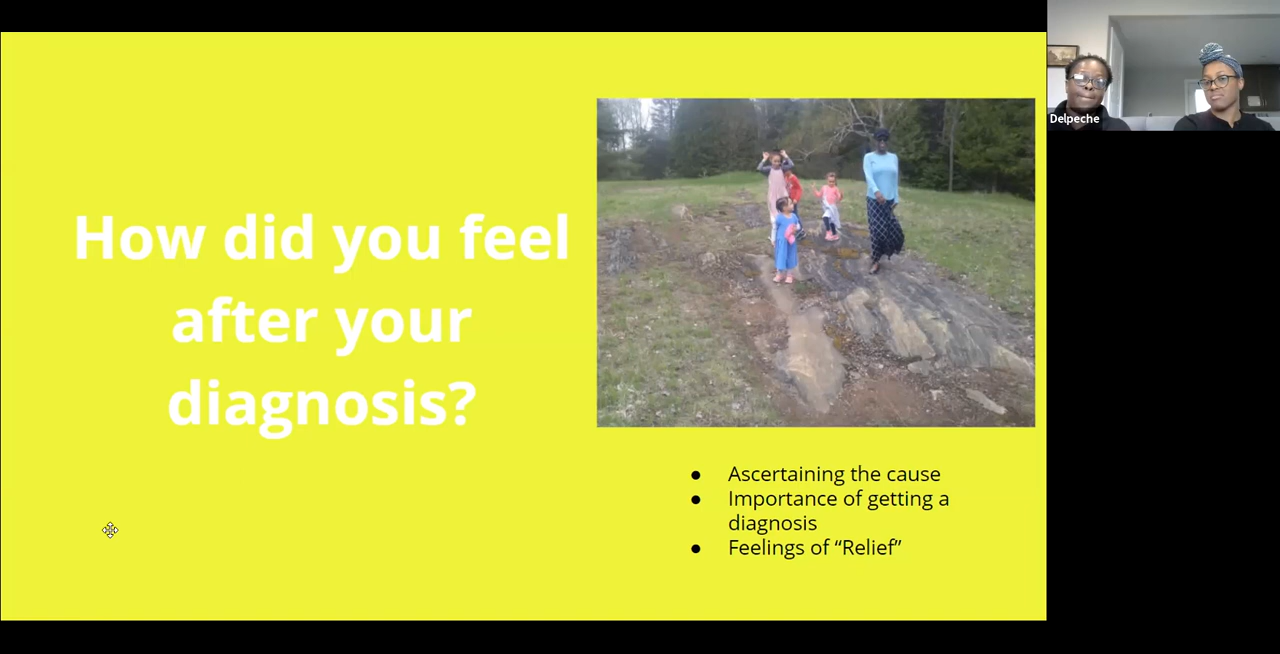 How did you feel
after your
diagnosis?
● Ascertaining the cause
● Importance of getting a
diagnosis
● Feelings of “Relief”
Delpeche